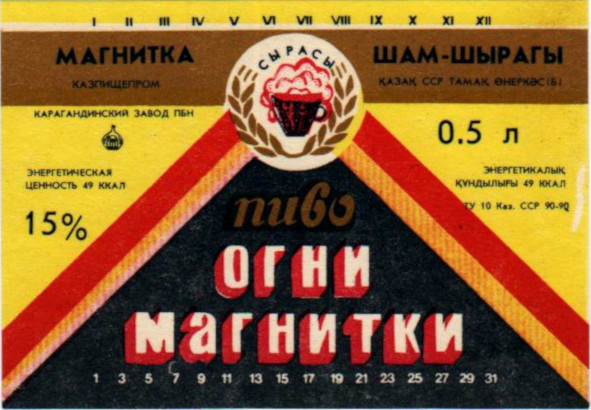 I II III IV V VI VII VIII IX X XI XII
МАГНИТКА
КАЗПИЩЕПРОМ
СЫРАСЫ
ШАМ-ШЫРАГЫ
ҚАЗАҚ ССР ТАМАҚ ӨНЕРКӘС(Б)
КАРАГАНДИНСКИЙ ЗАВОД ПБН
0.5 л
ЭНЕРГЕТИЧЕСКАЯ
ЦЕННОСТЬ 49 ККАЛ
15%
ЭНЕРГЕТИКАЛЫҚ
ҚҰНДЫЛЫҒЫ 49 ККАЛ
ТУ 10 Каз. ССР 90-90
пиво
ОГНИ
МАГНИТКИ
1 3 5 7 9 11 13 15 17 19 21 23 25 27 29 31